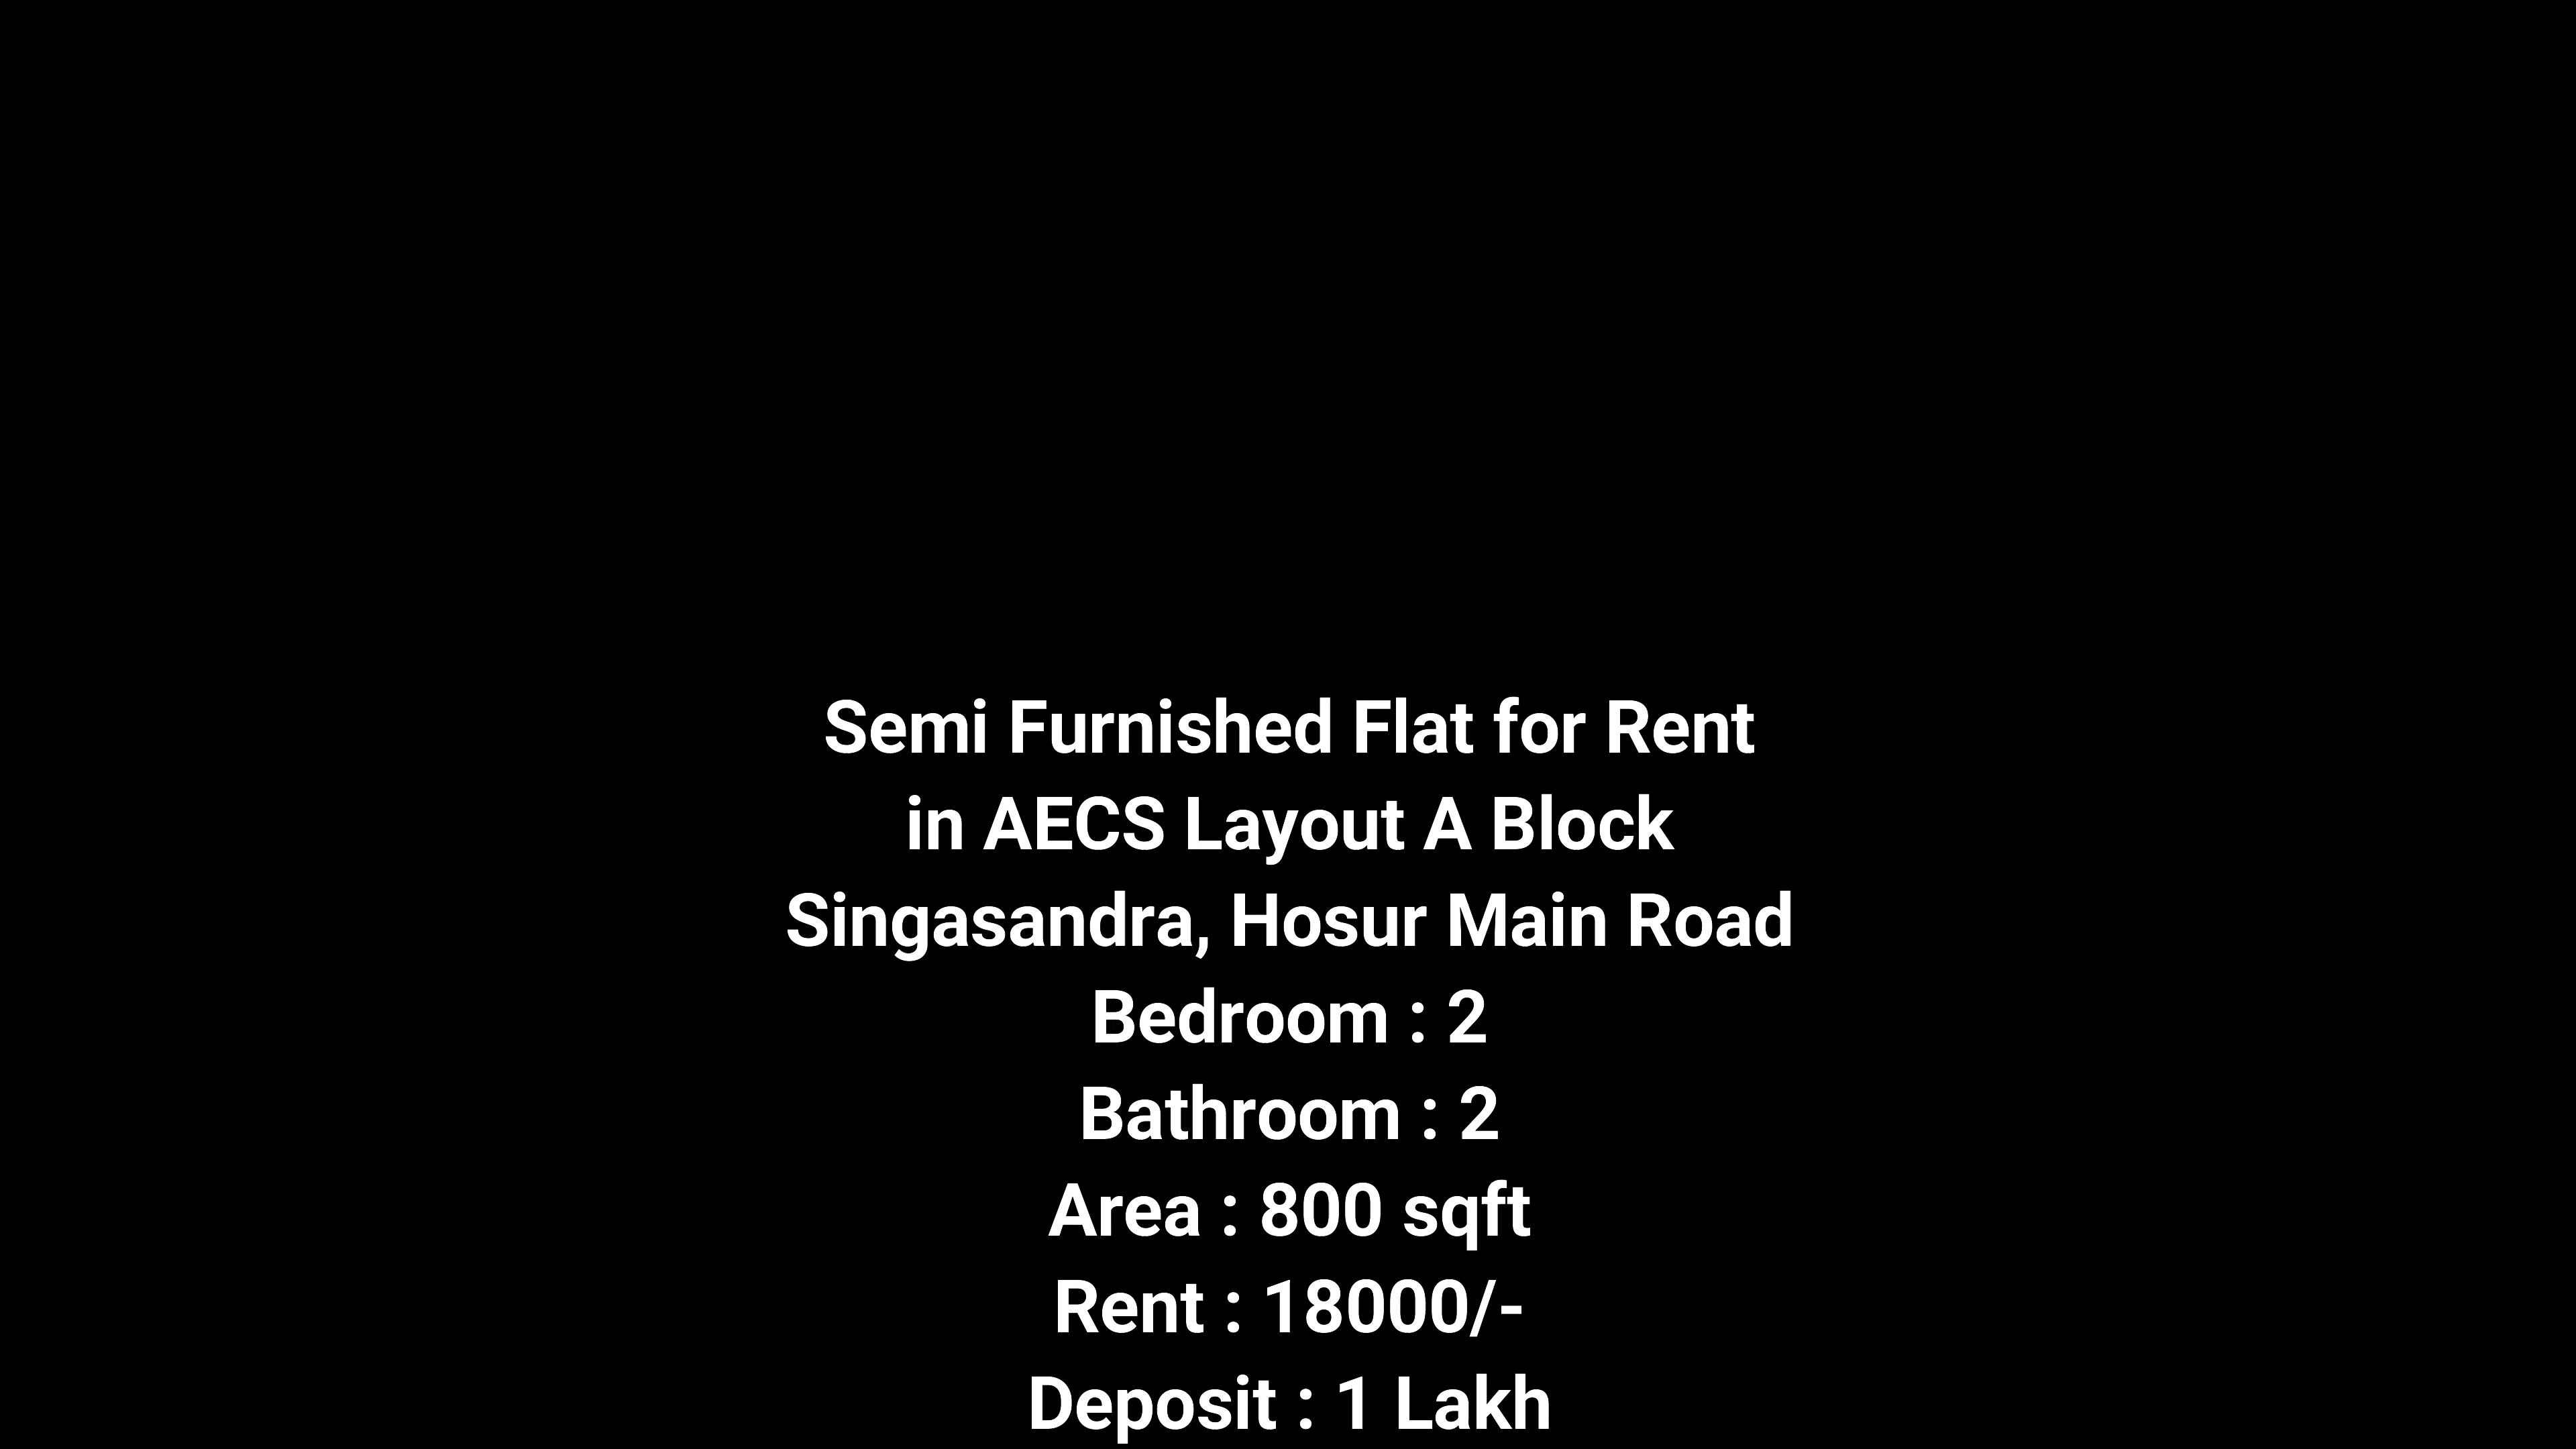 Semi Furnished Flat for Rent
in AECS Layout A Block
Singasandra, Hosur Main Road
Bedroom : 2
Bathroom : 2
Area : 800 sqft
Rent : 18000/-
Deposit : 1 Lakh